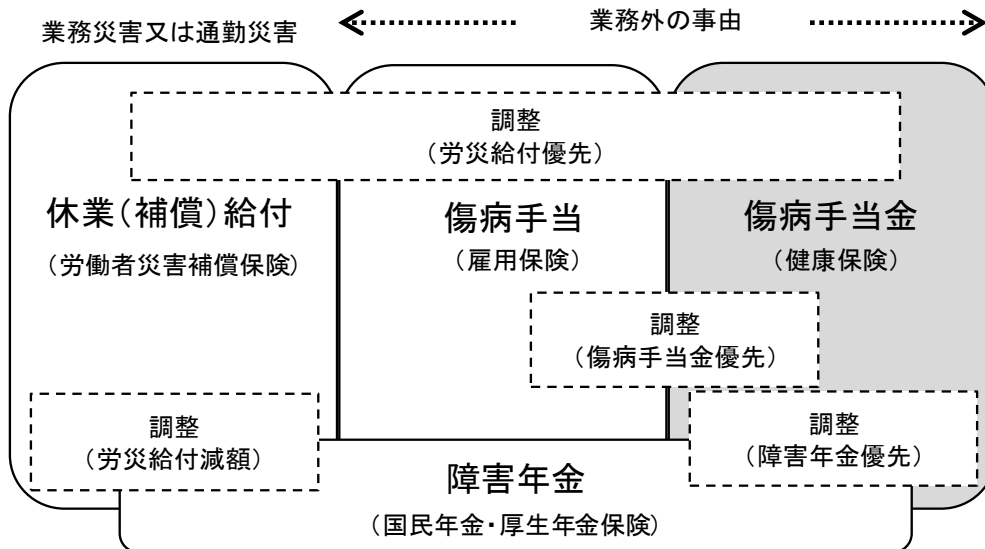 業務災害又は通勤災害
業務外の事由
調整
（労災給付優先）
休業（補償）給付
（労働者災害補償保険）
傷病手当
（雇用保険）
傷病手当金
（健康保険）
調整
（傷病手当金優先）
調整
（労災給付減額）
調整
（障害年金優先）
障害年金
（国民年金・厚生年金保険）